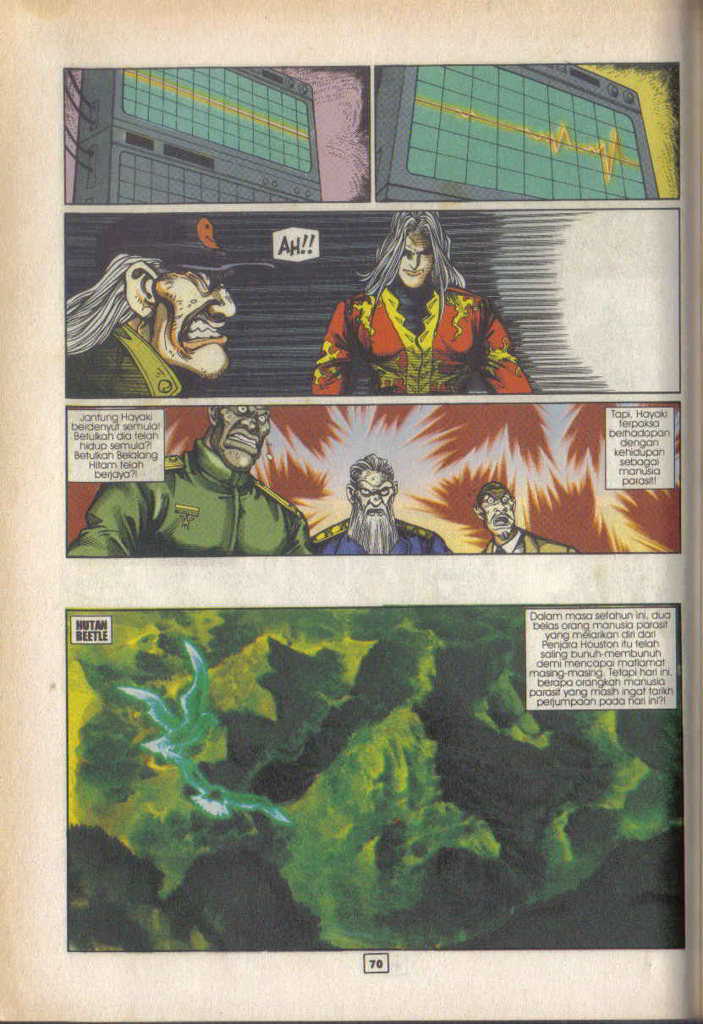 AH!!
Jantung Hayaki
berdenyut semula!
Betulkah dia telah
hidup semula?!
Betulkah Belalang
Hitam telah
berjaya?!
Tapi, Hayaki
terpaksa
berhadapan
dengan
kehidupan
sebagai
parasit!
HUTAN
BEETLE
Dalam masa setahun ini, dua
belas orang manusia parasit
yang melarikan diri dari
Penjara Houston itu telah
saling bunuh-membunuh
demi mencapai matlamat
masing-masing. Tetapi hari ini,
berapa orangkah manusia
parasit yang masih ingat tarikh
perjumpaan pada hari ini?!
70